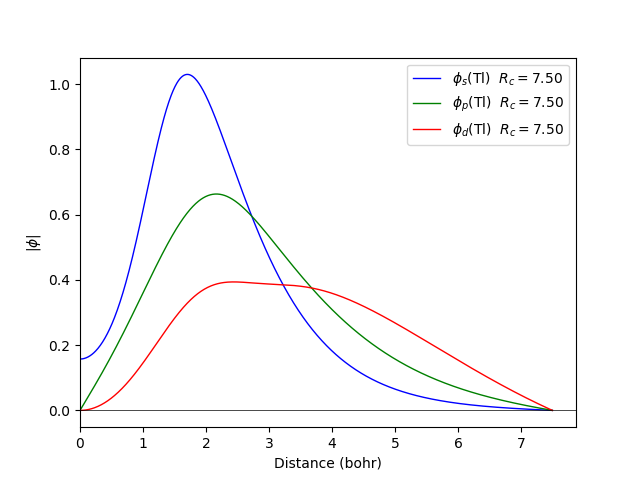 ϕs(Tl) Rc = 7.50
ϕp(Tl) Rc = 7.50
ϕd(Tl) Rc = 7.50
1.0
0.8
0.6
0.4
0.2
0.0
|ϕ|
0 1 2 3 4 5 6 7
Distance (bohr)